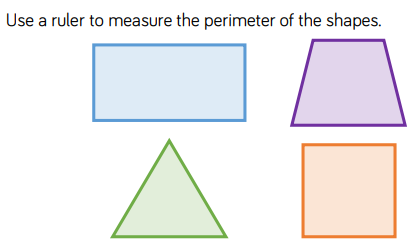 Use a ruler to measure the perimeter of the shapes.